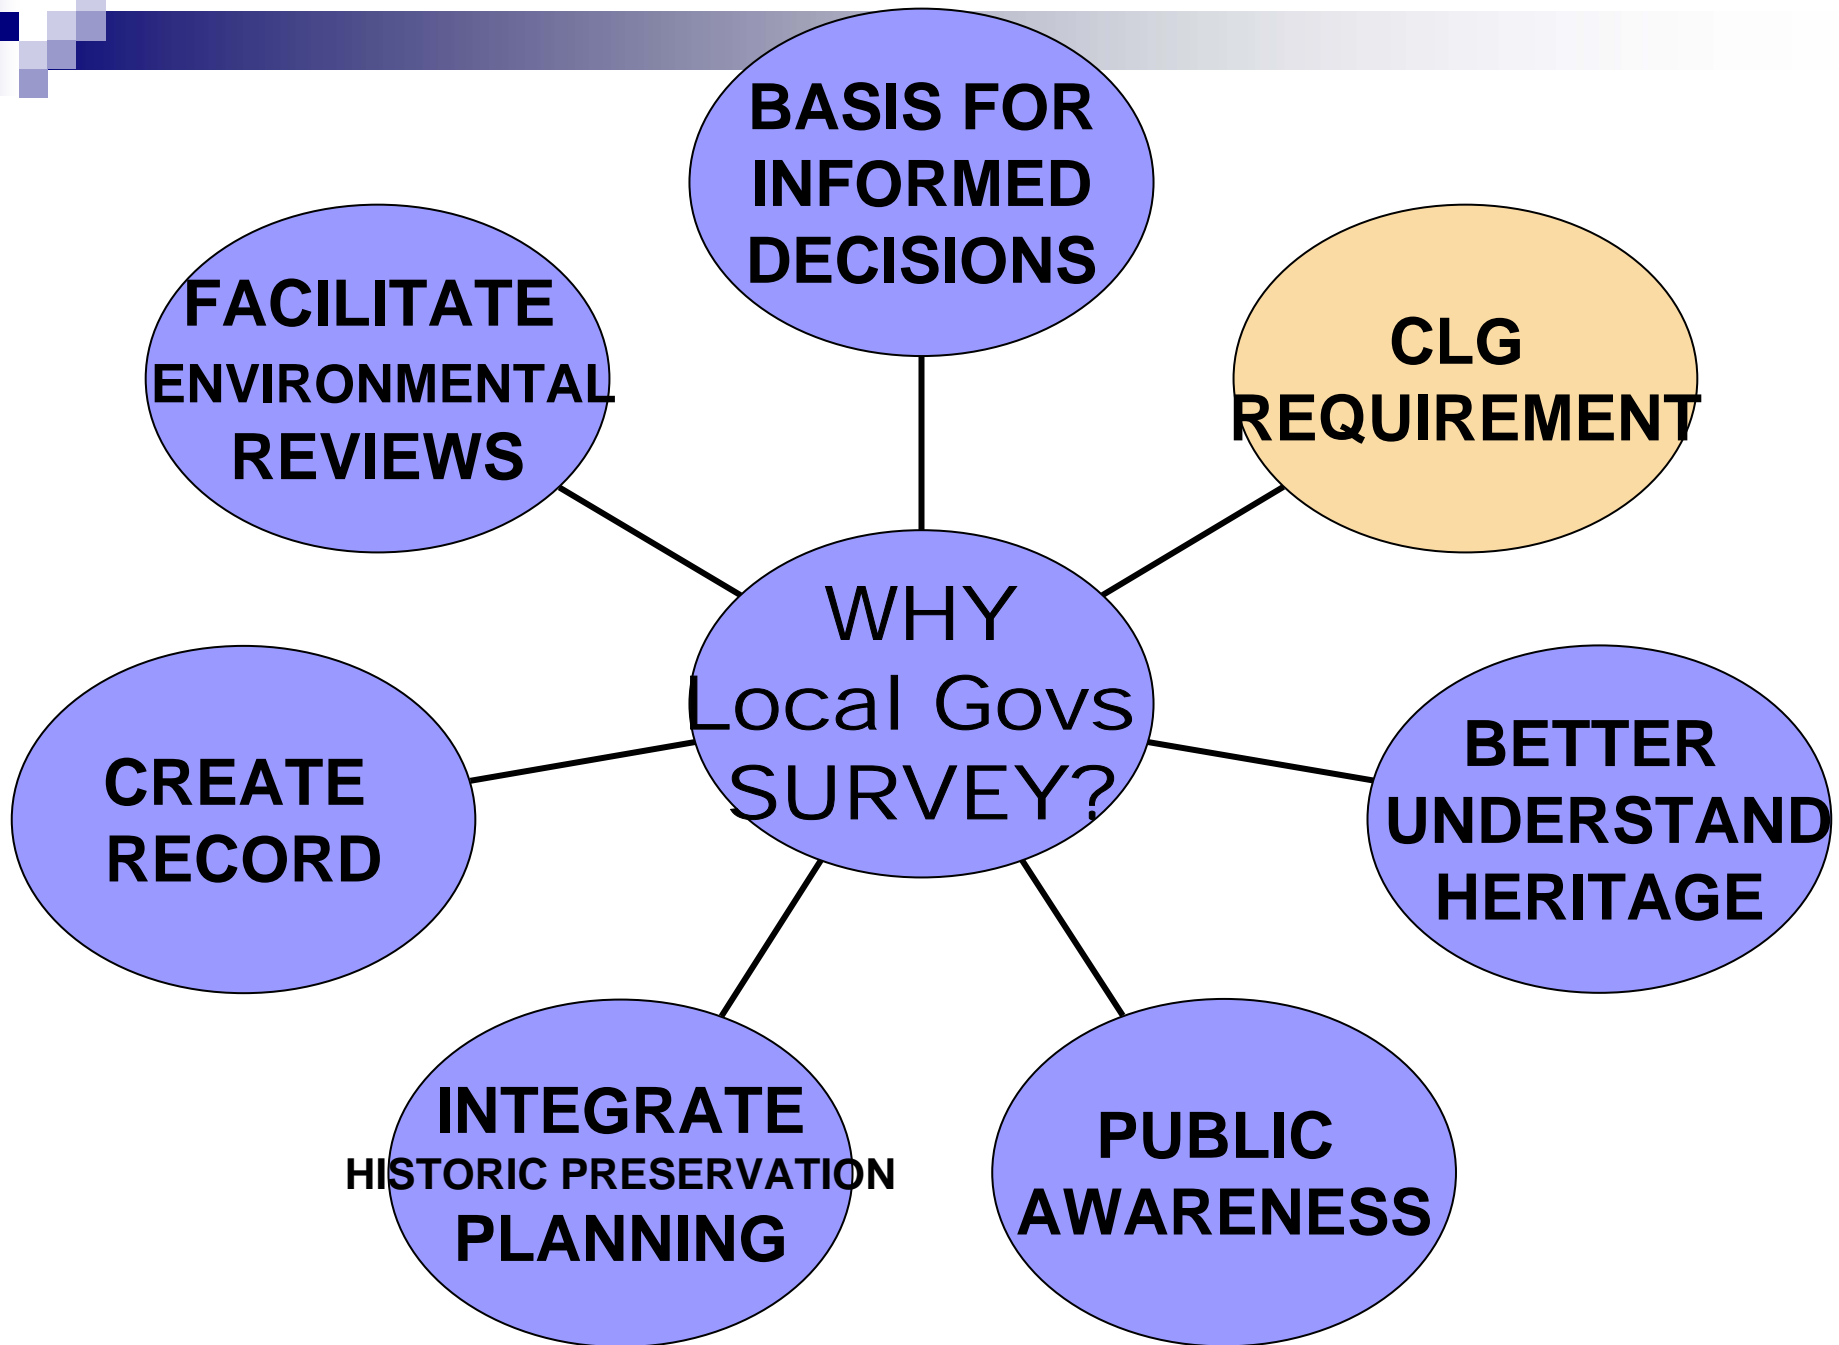 BASIS FOR
INFORMED
DECISIONS
CLG
REQUIREMENT
BETTER
UNDERSTAND
HERITAGE
PUBLIC
AWARENESS
INTEGRATE
HISTORIC PRESERVATION
PLANNING
CREATE
RECORD
FACILITATE
ENVIRONMENTAL
REVIEWS
WHY
Local Govs
SURVEY?